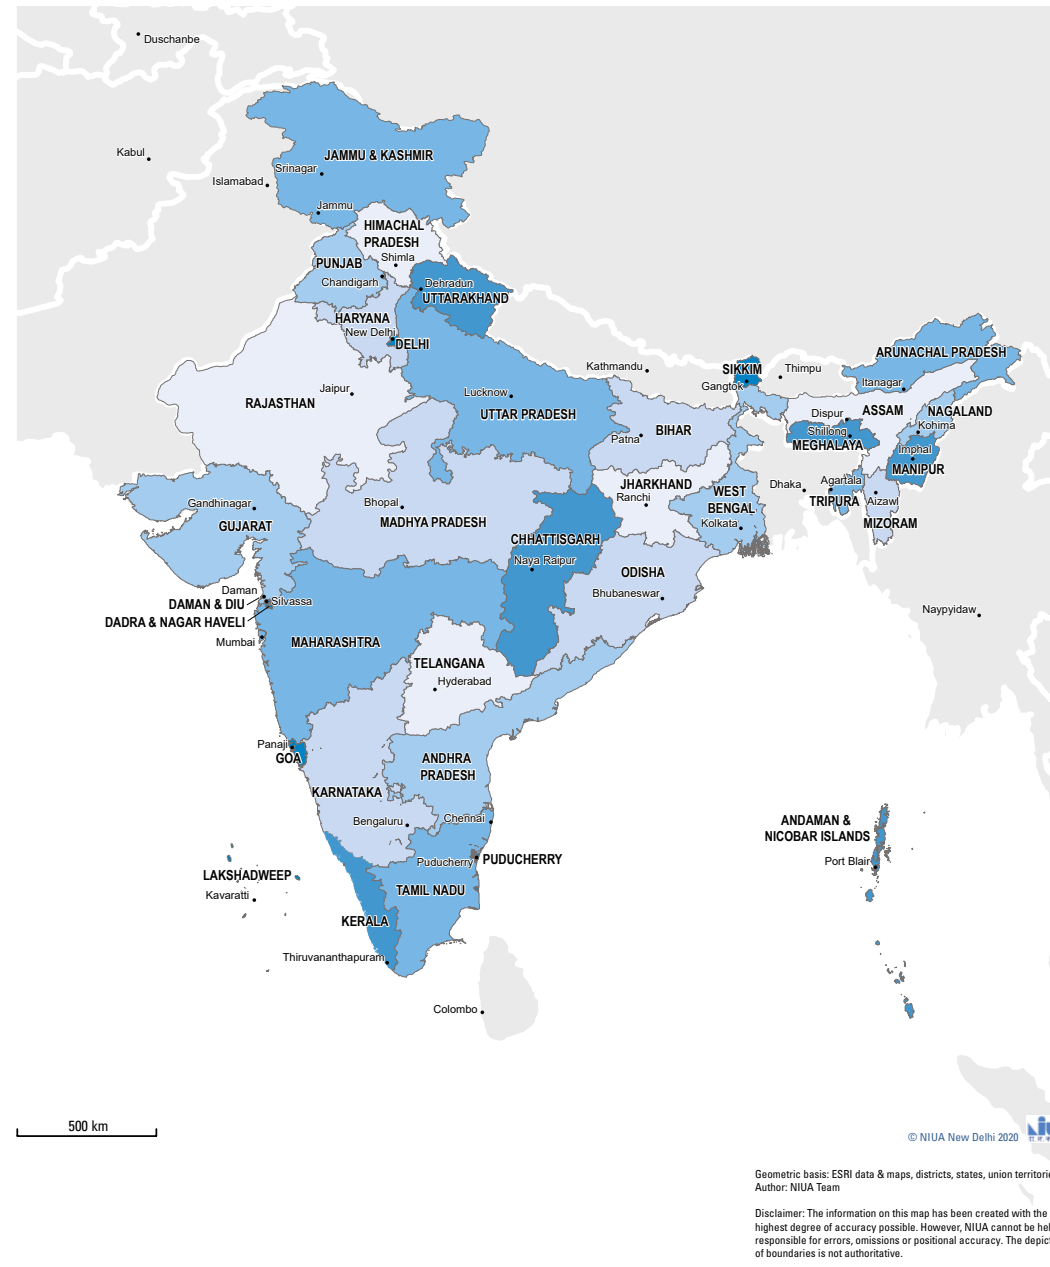 Duschanbe
Kabul
Islamabad
JAMMU & KASHMIR
Srinagar
Jammu
HIMACHAL
PRADESH
Shimla
PUNJAB
Chandigarh
Dehradun
UTTARAKHAND
HARYANA
New Delhi
DELHI
Kathmandu
SIKKIM
Gangtok
Thimpu
ARUNACHAL PRADESH
Itanagar
Jaipur
RAJASTHAN
Lucknow
UTTAR PRADESH
Patna
BIHAR
Dispur
ASSAM
NAGALAND
Kohima
Shillong
MEGHALAYA
Imphal
MANIPUR
Dhaka
Agartala
TRIPURA
Aizawl
MIZORAM
JHARKHAND
Ranchi
WEST
BENGAL
Kolkata
Gandhinagar
GUJARAT
Bhopal
MADHYA PRADESH
CHHATTISGARH
Naya Raipur
ODISHA
Bhubaneswar
Daman
DAMAN & DIU
Silvassa
DADRA & NAGAR HAVELI
Mumbai
MAHARASHTRA
Naypyidaw
TELANGANA
Hyderabad
Panaji
GOA
ANDHRA
PRADESH
KARNATAKA
Bengaluru
Chennai
ANDAMAN &
NICOBAR ISLANDS
Port Blair
Puducherry
PUDUCHERRY
LAKSHADWEEP
Kavaratti
TAMIL NADU
KERALA
Thiruvananthapuram
Colombo
500 km
© NIUA New Delhi 2020
Geometric basis: ESRI data & maps, districts, states, union territorie
Author: NIUA Team
Disclaimer: The information on this map has been created with the
highest degree of accuracy possible. However, NIUA cannot be hel
responsible for errors, omissions or positional accuracy. The depict
of boundaries is not authoritative.